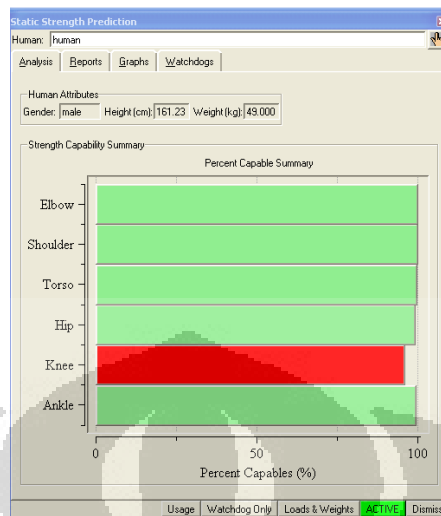 Static Strength Prediction
Human: human
Analysis Reports Graphs Watchdogs
Human Attributes
Gender: male Height (cm): 161.23 Weight (kg): 49.000
Strength Capability Summary
Percent Capable Summary
Elbow
Shoulder
Torso
Hip
Knee
Ankle
0 50 100
Percent Capables (%)
Usage Watchdog Only Loads & Weights ACTIVE Dismiss